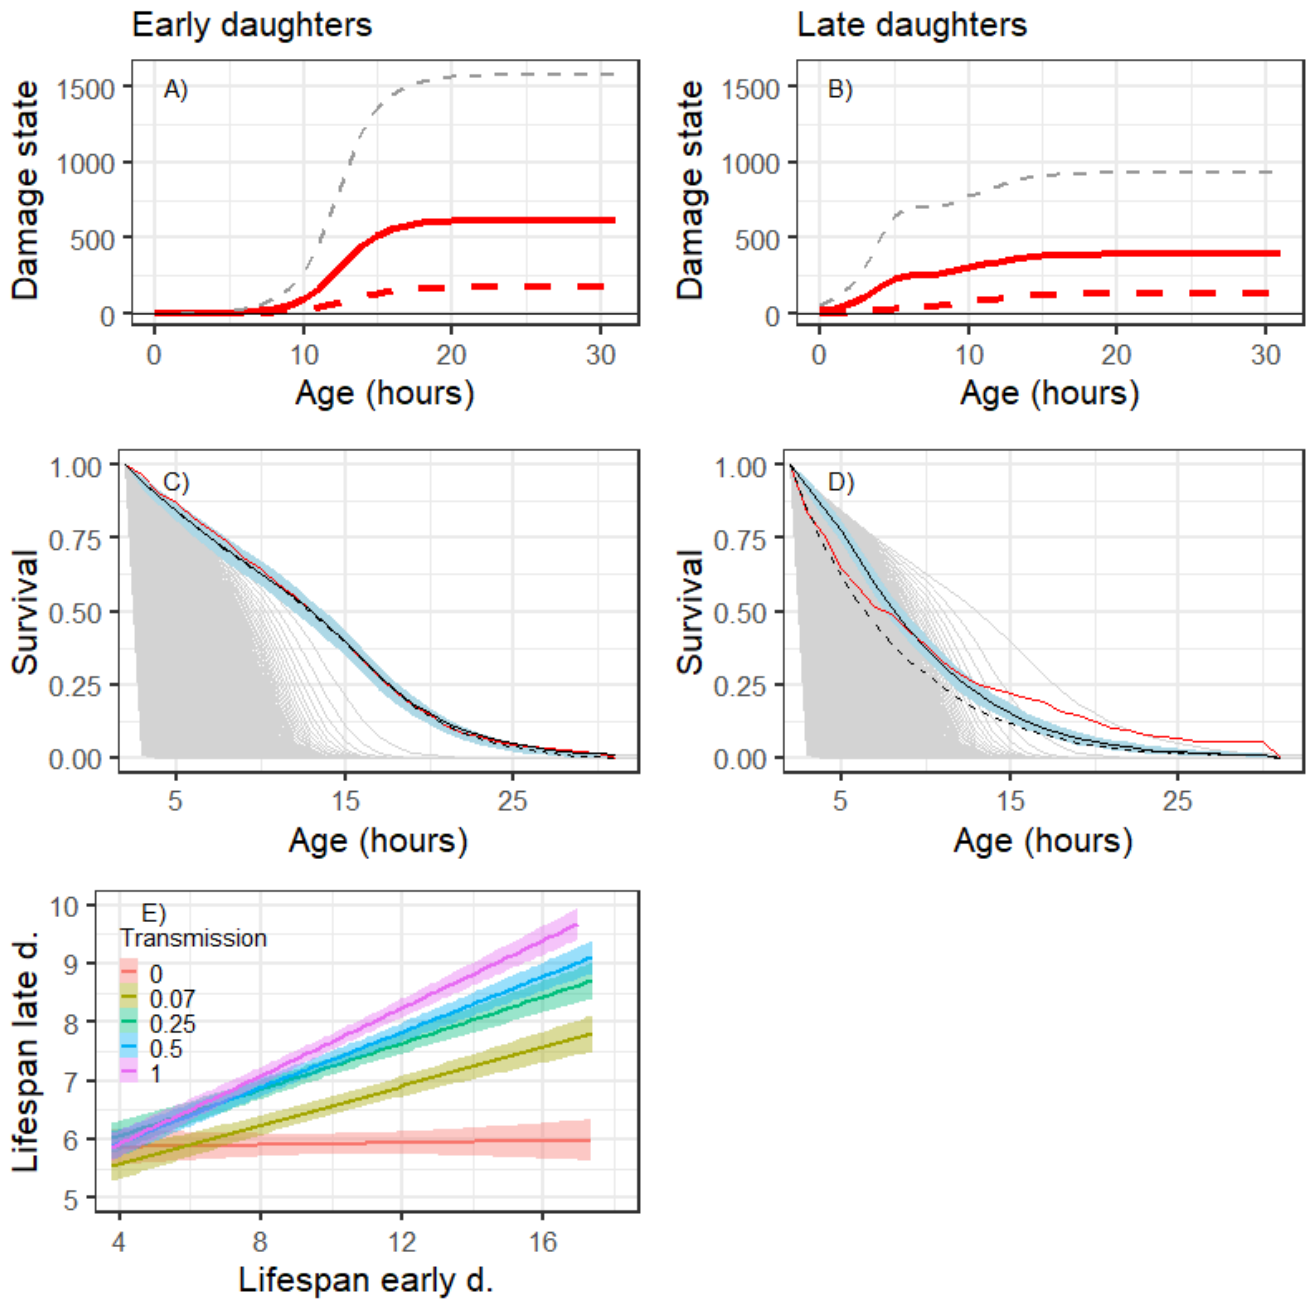 Early daughters
Late daughters
A)
Damage state
1500
1000
500
0
0 10 20 30
Age (hours)
B)
Damage state
1500
1000
500
0
0 10 20 30
Age (hours)
C)
Survival
1.00
0.75
0.50
0.25
0.00
5 15 25
Age (hours)
D)
Survival
1.00
0.75
0.50
0.25
0.00
5 15 25
Age (hours)
E)
Transmission
0
0.07
0.25
0.5
1
Lifespan late d.
10
9
8
7
6
5
4 8 12 16
Lifespan early d.